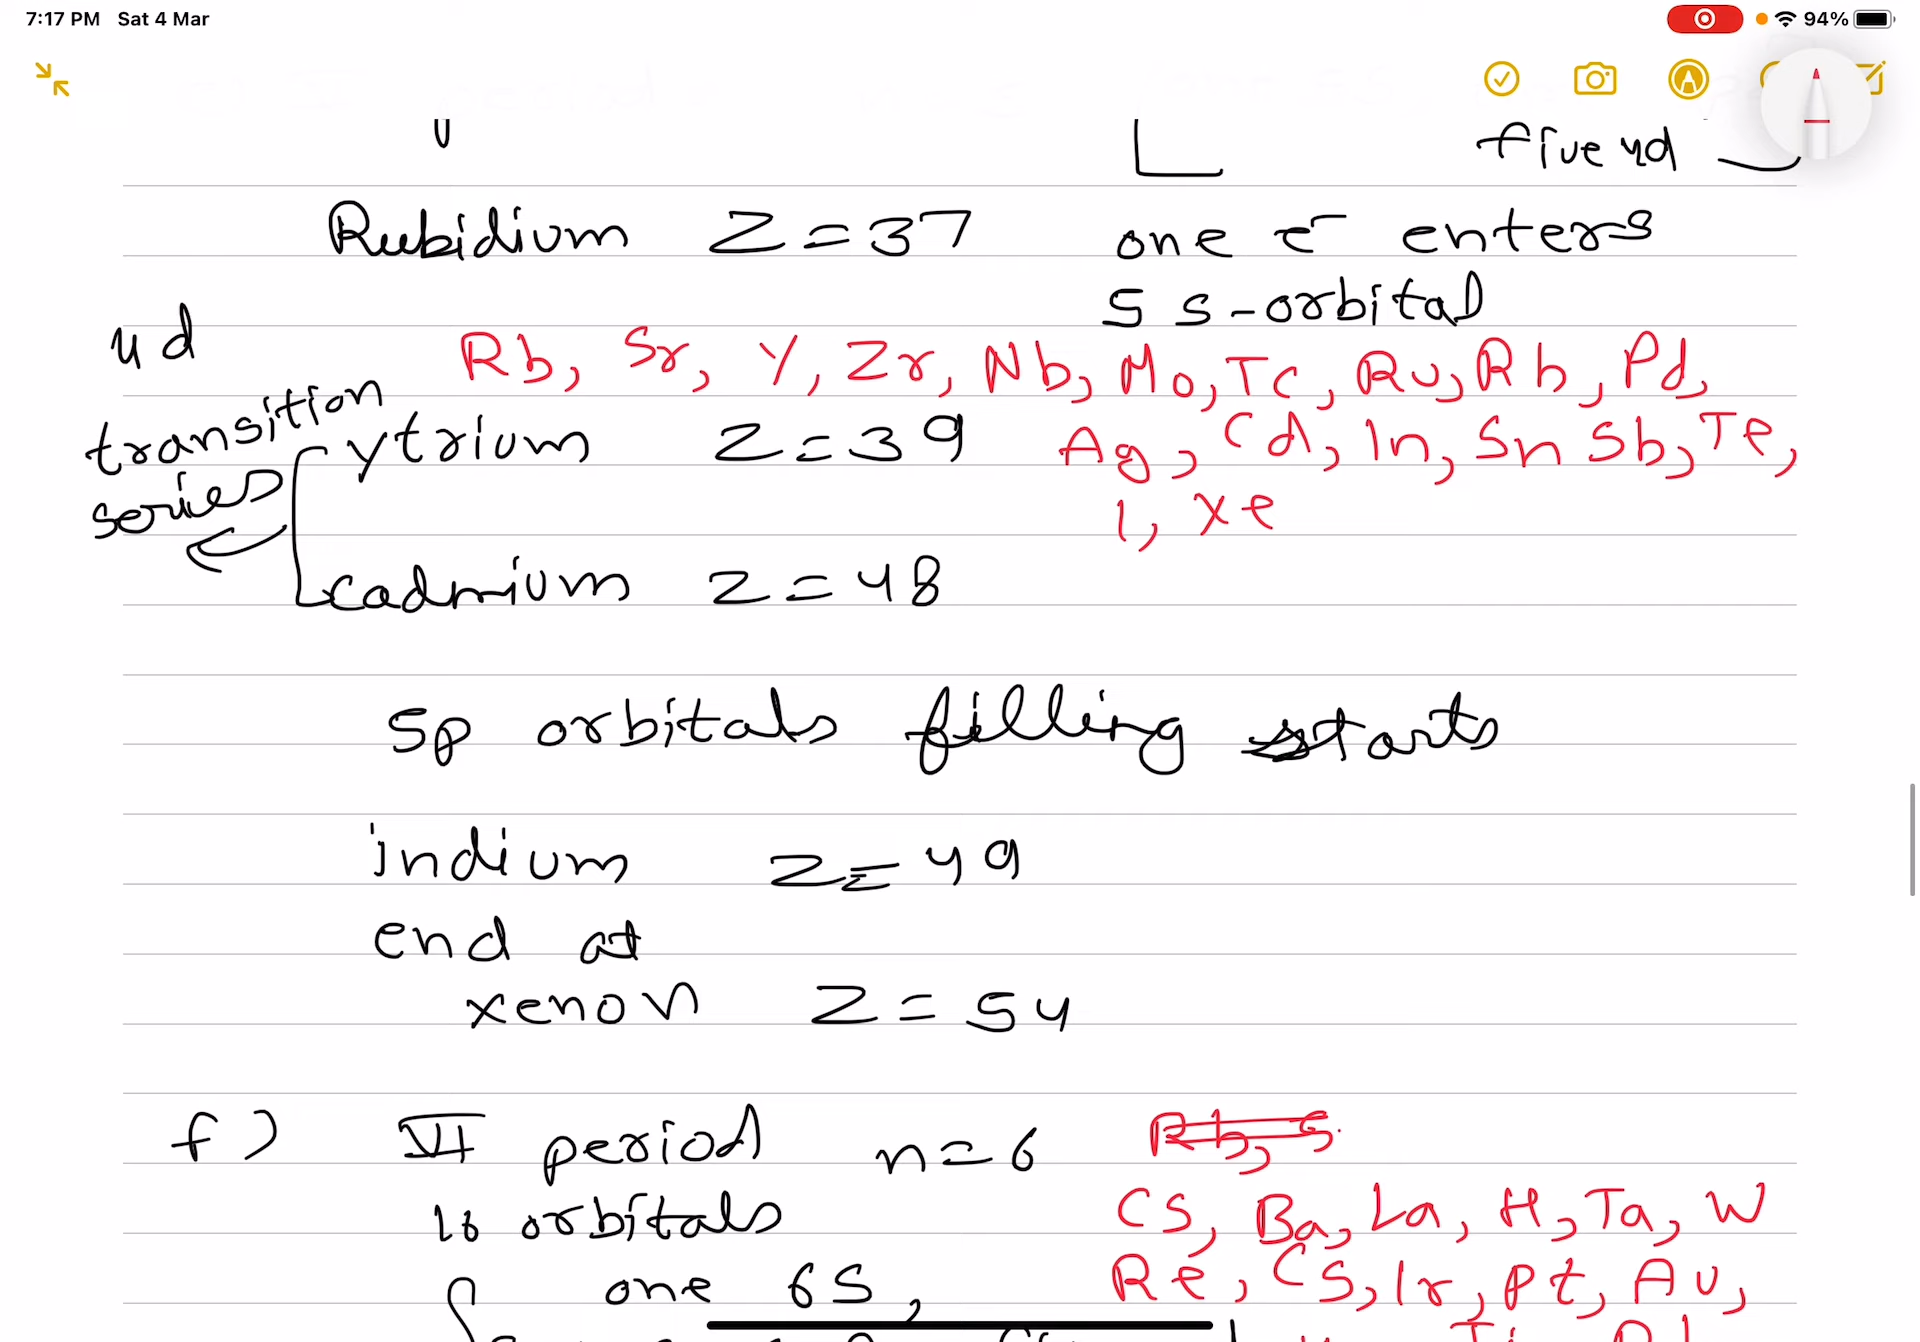 7:17 PM Sat 4 Mar 94%
five 4d
Rubidium Z = 37 one e⁻ enters
5 s-orbital
4d
transition
series
Rb, Sr, Y, Zr, Nb, Mo, Tc, Ru, Rh, Pd,
Ag, Cd, In, Sn Sb, Te,
I, Xe
ytrium Z = 39
cadmium Z = 48
5p orbitals filling starts
indium Z = 49
end at
xenon Z = 54
f) VI period n = 6
16 orbitals
one 6S,
Cs, Ba, La, H, Ta, W
Re, Cs, Ir, Pt, Au,